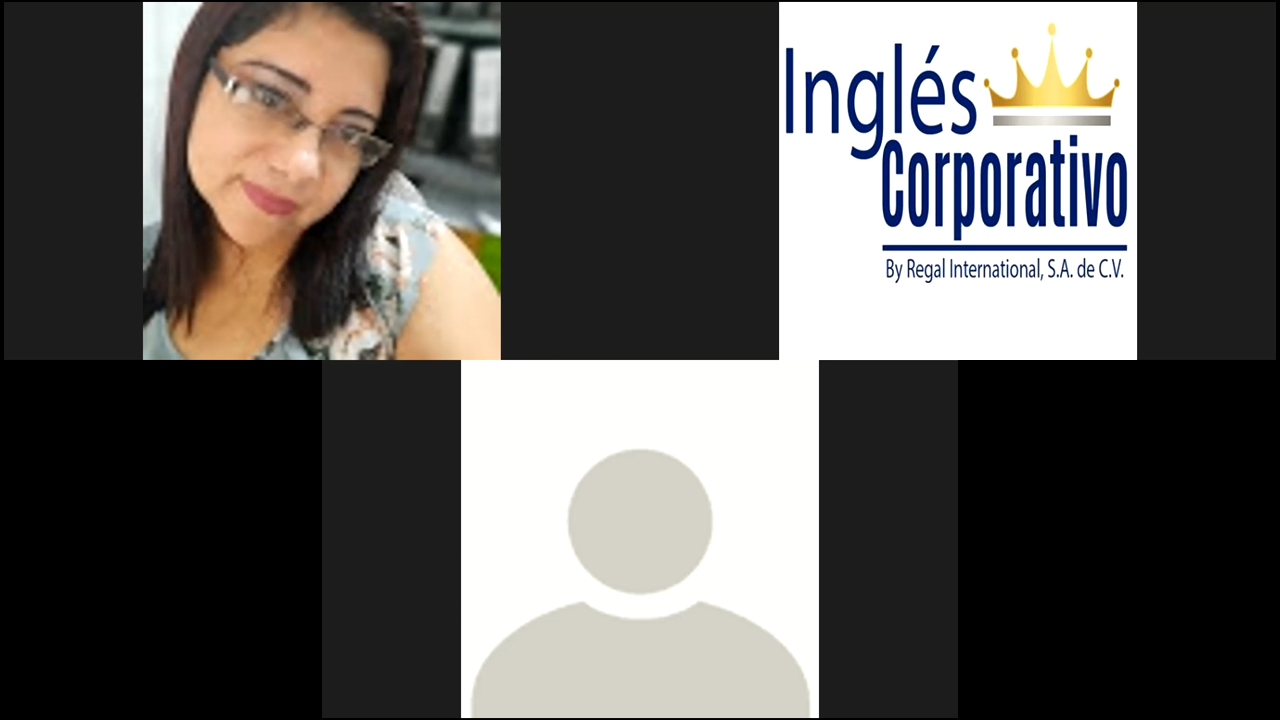 Inglés
Corporativo
By Regal International, S.A. de C.V.